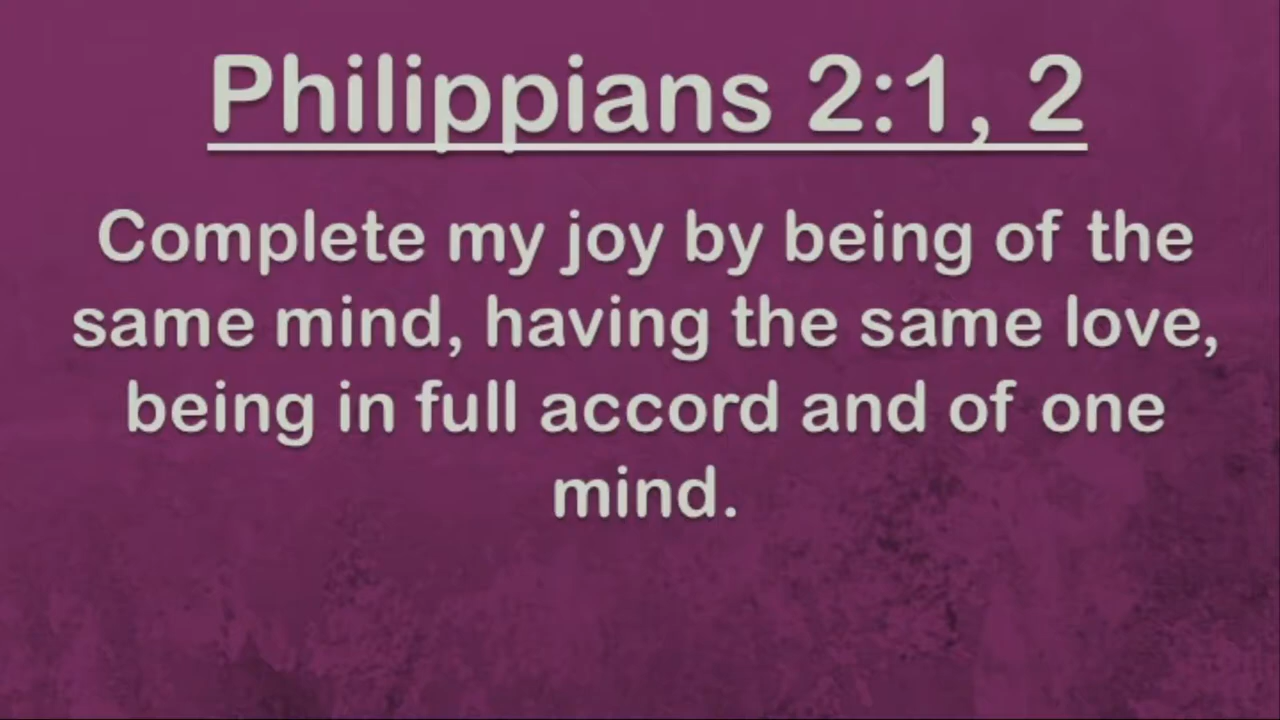 Philippians 2:1, 2
Complete my joy by being of the
same mind, having the same love,
being in full accord and of one
mind.